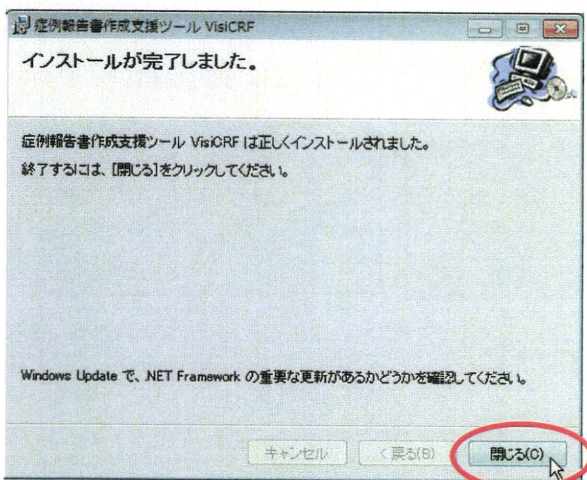 症例報告書作成支援ツール VisiCRF
インストールが完了しました。
症例報告書作成支援ツール VisiCRF は正しくインストールされました。
終了するには、[閉じる]をクリックしてください。
Windows Update で、.NET Framework の重要な更新があるかどうかを確認してください。
キャンセル < 戻る(B) 閉じる(C)